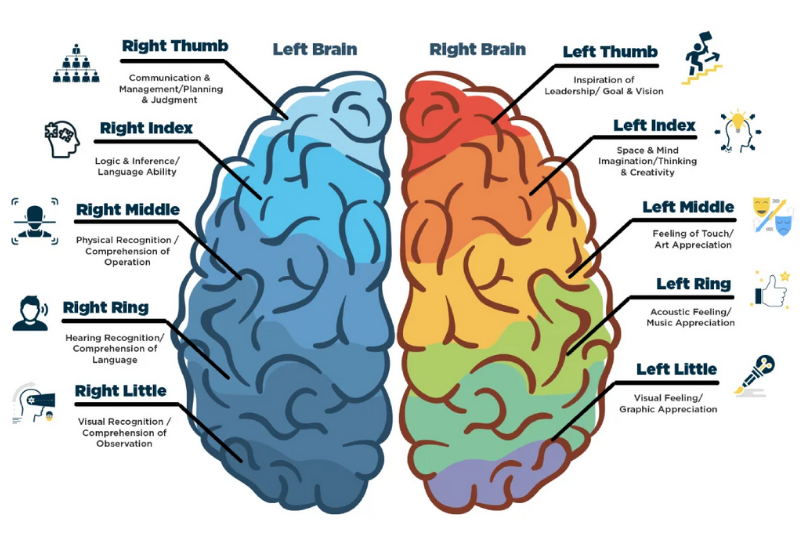 Left Brain
Right Brain
Right Thumb
Communication &
Management/Planning
& Judgment
Right Index
Logic & Inference/
Language Ability
Right Middle
Physical Recognition /
Comprehension of
Operation
Right Ring
Hearing Recognition/
Comprehension of
Language
Right Little
Visual Recognition /
Comprehension of
Observation
Left Thumb
Inspiration of
Leadership/ Goal & Vision
Left Index
Space & Mind
Imagination/Thinking
& Creativity
Left Middle
Feeling of Touch/
Art Appreciation
Left Ring
Acoustic Feeling/
Music Appreciation
Left Little
Visual Feeling/
Graphic Appreciation